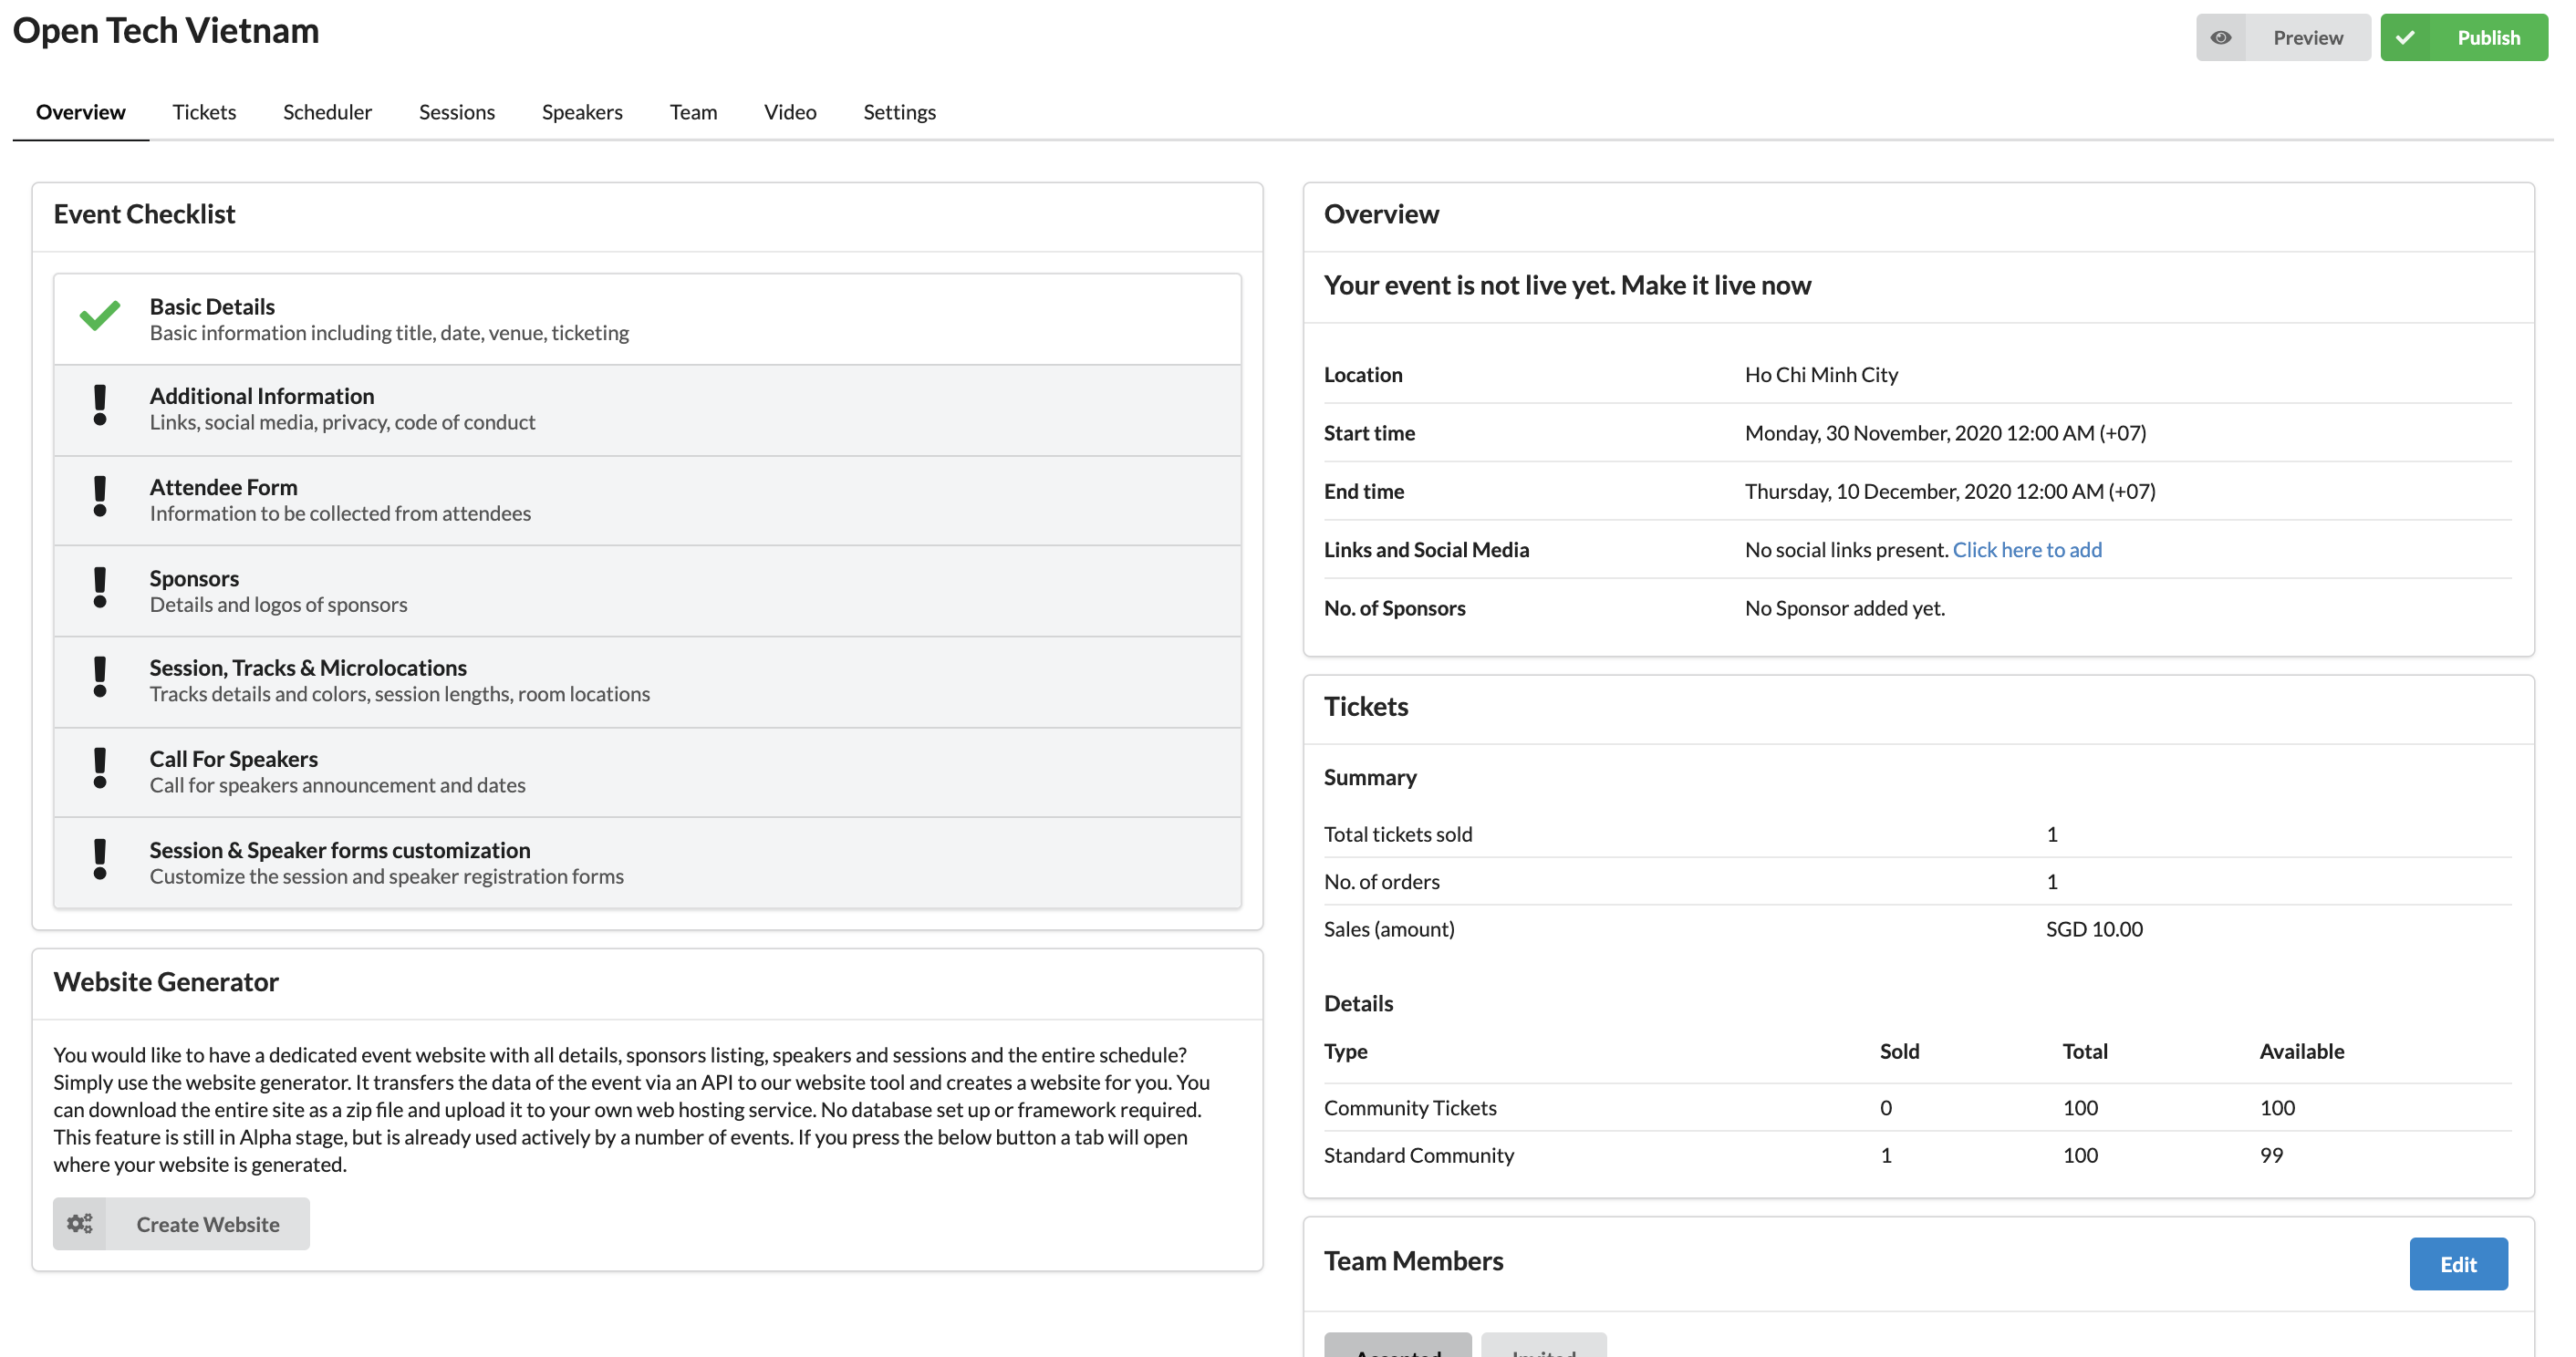 Open Tech Vietnam
Preview
Publish
Overview
Tickets
Scheduler
Sessions
Speakers
Team
Video
Settings
Event Checklist
Basic Details
Basic information including title, date, venue, ticketing
Additional Information
Links, social media, privacy, code of conduct
Attendee Form
Information to be collected from attendees
Sponsors
Details and logos of sponsors
Session, Tracks & Microlocations
Tracks details and colors, session lengths, room locations
Call For Speakers
Call for speakers announcement and dates
Session & Speaker forms customization
Customize the session and speaker registration forms
Website Generator
You would like to have a dedicated event website with all details, sponsors listing, speakers and sessions and the entire schedule?
Simply use the website generator. It transfers the data of the event via an API to our website tool and creates a website for you. You
can download the entire site as a zip file and upload it to your own web hosting service. No database set up or framework required.
This feature is still in Alpha stage, but is already used actively by a number of events. If you press the below button a tab will open
where your website is generated.
Create Website
Overview
Your event is not live yet. Make it live now
Location Ho Chi Minh City
Start time Monday, 30 November, 2020 12:00 AM (+07)
End time Thursday, 10 December, 2020 12:00 AM (+07)
Links and Social Media No social links present. Click here to add
No. of Sponsors No Sponsor added yet.
Tickets
Summary
Total tickets sold 1
No. of orders 1
Sales (amount) SGD 10.00
Details
Type Sold Total Available
Community Tickets 0 100 100
Standard Community 1 100 99
Team Members
Edit
Accepted
Invited